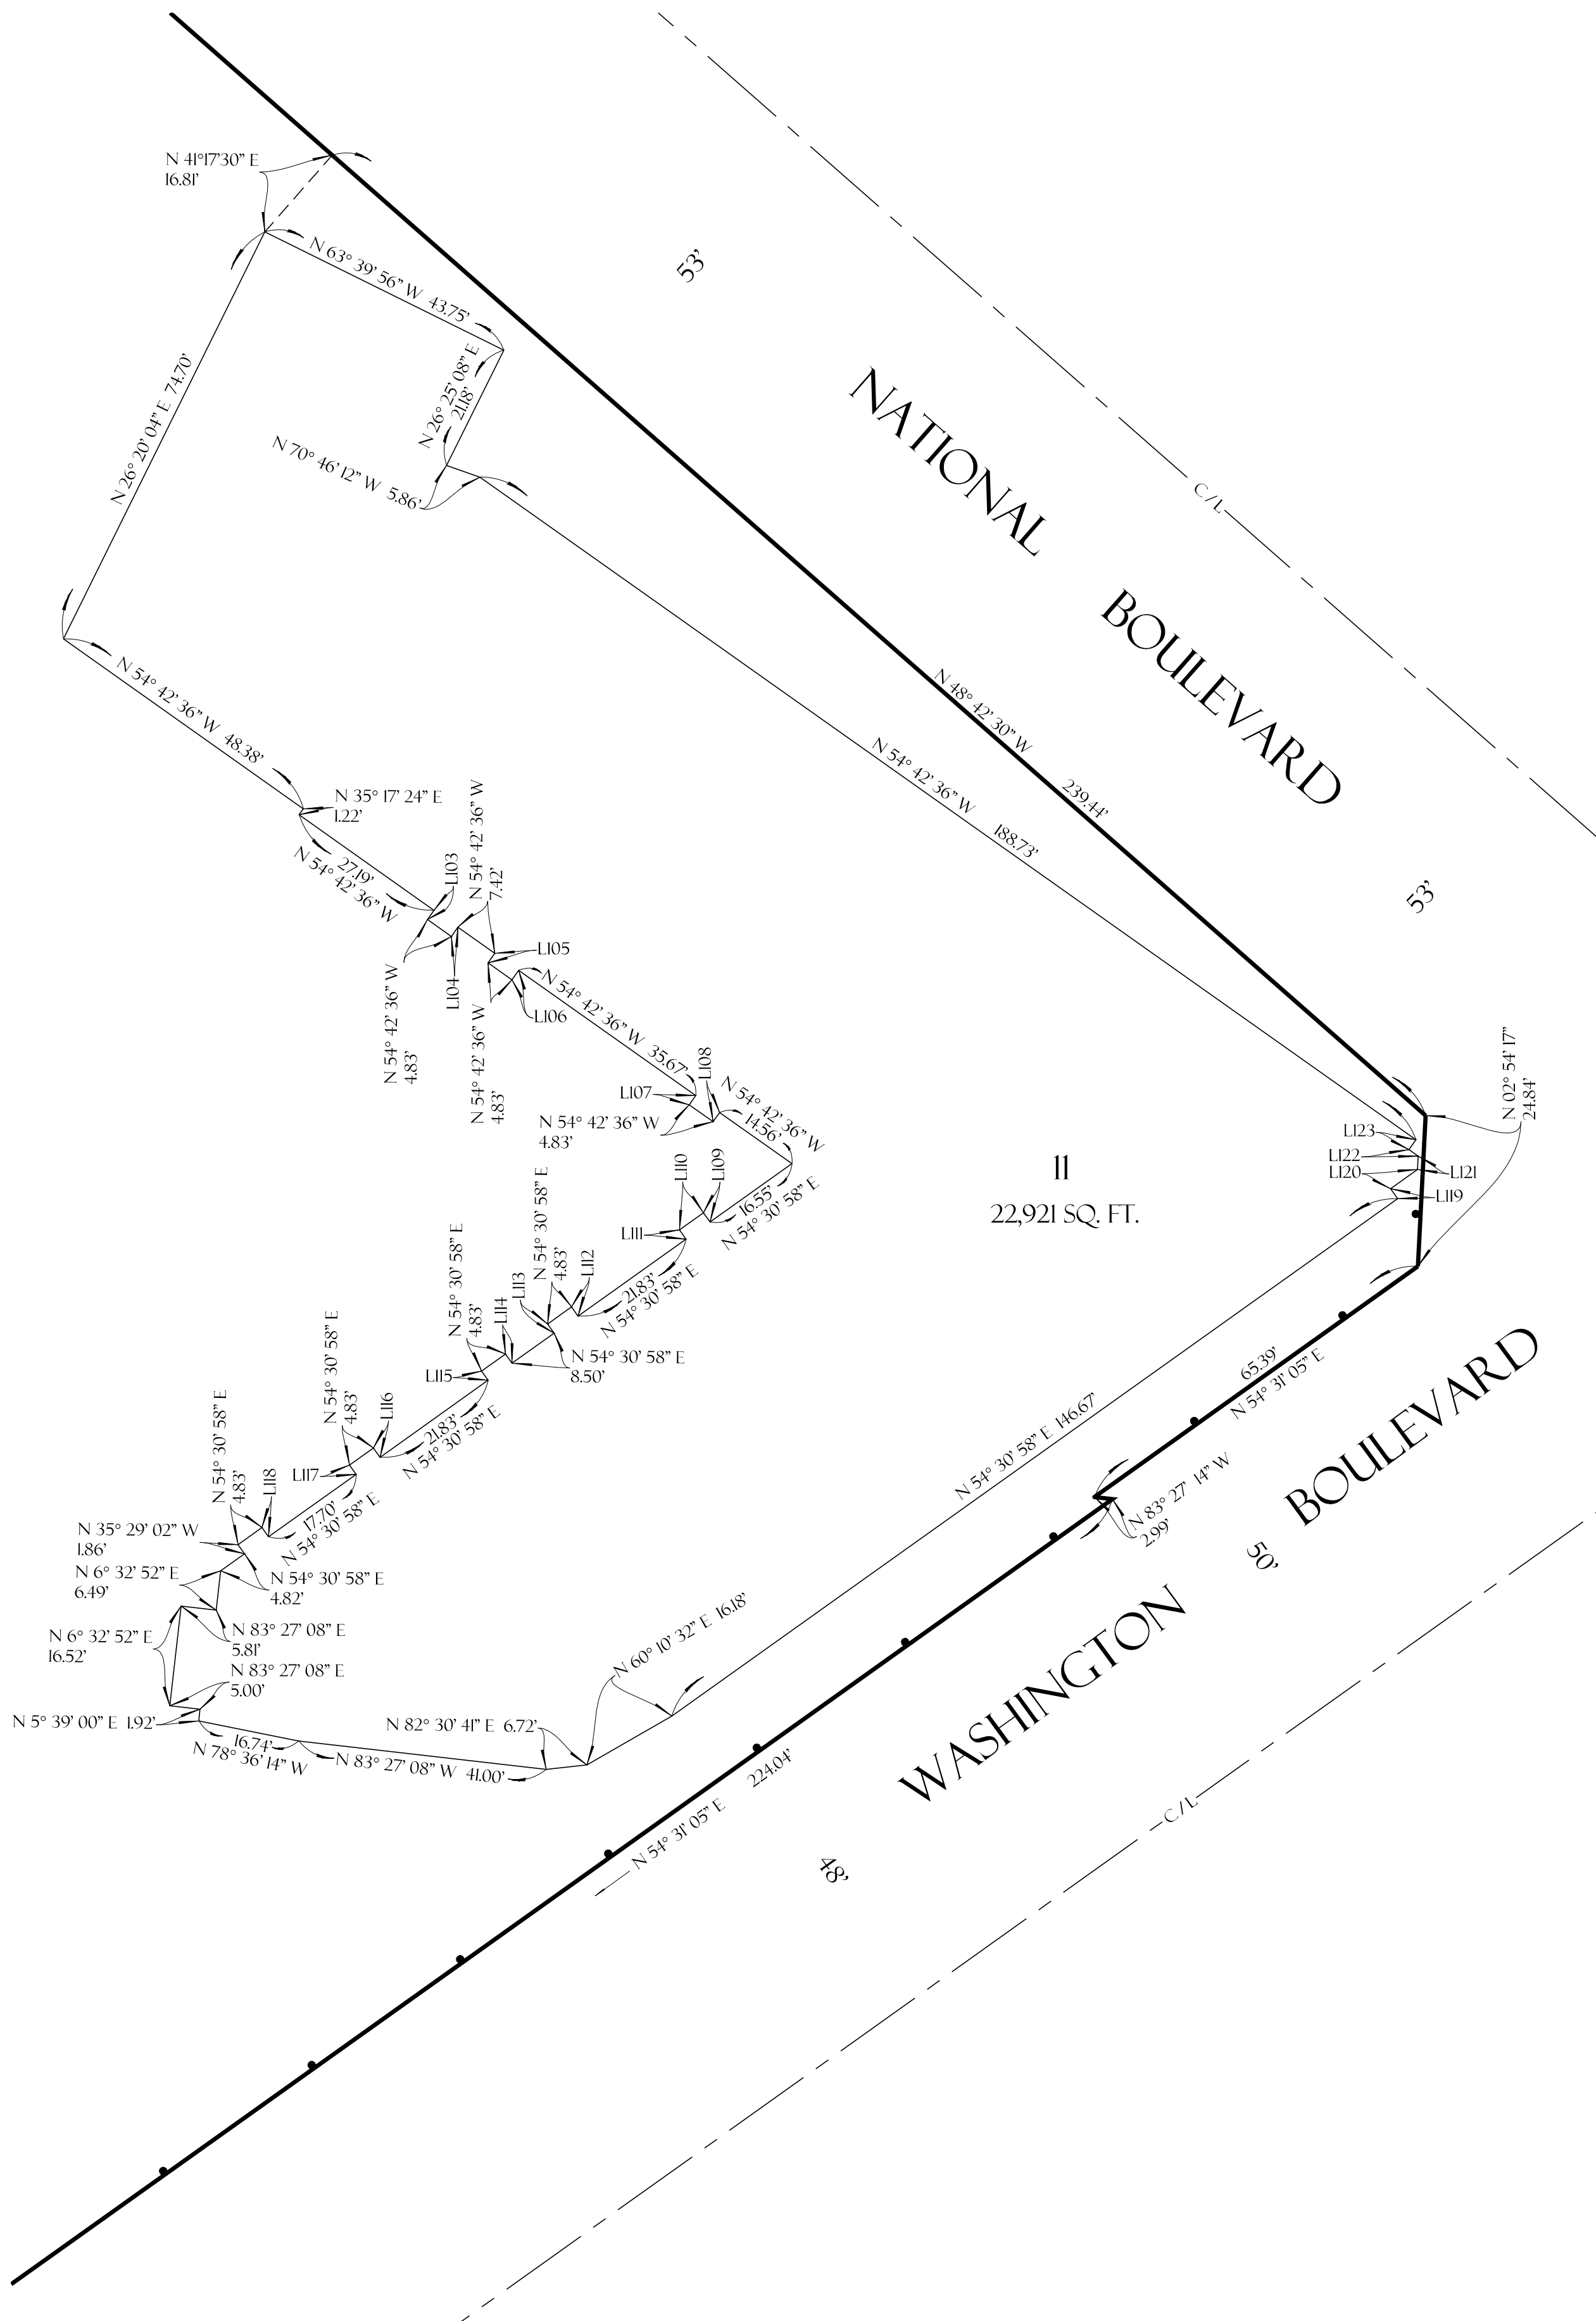 N 41°17'30" E
16.81'
N 63° 39' 56" W 43.75'
53'
N 26° 25' 08" E
21.18'
N 26° 20' 04" E 74.70'
N 70° 46' 12" W 5.86'
NATIONAL BOULEVARD
C/L
N 48° 42' 30" W 239.44'
N 54° 42' 36" W 188.73'
53'
N 54° 42' 36" W 48.38'
N 35° 17' 24" E
1.22'
27.19'
N 54° 42' 36" W
L103
N 54° 42' 36" W
7.42'
L105
L104
N 54° 42' 36" W
4.83'
L106
N 54° 42' 36" W
4.83'
N 54° 42' 36" W 35.67'
L108
L107
N 54° 42' 36" W
4.83'
N 54° 42' 36" W
14.56'
N 02° 54' 17"
24.84'
L123
L122
L120
L121
L119
11
22,921 SQ. FT.
L110
L109
16.55'
N 54° 30' 58" E
L111
N 54° 30' 58" E
4.83'
L112
21.83'
N 54° 30' 58" E
L113
N 54° 30' 58" E
4.83'
L114
N 54° 30' 58" E
8.50'
L115
N 54° 30' 58" E
4.83'
L116
21.83'
N 54° 30' 58" E
L117
N 54° 30' 58" E
4.83'
L118
17.70'
N 54° 30' 58" E
65.39'
N 54° 31' 05" E
N 54° 30' 58" E 146.67'
N 83° 27' 14" W
2.99'
WASHINGTON BOULEVARD
50'
N 35° 29' 02" W
1.86'
N 54° 30' 58" E
4.82'
N 6° 32' 52" E
6.49'
N 83° 27' 08" E
5.81'
N 6° 32' 52" E
16.52'
N 83° 27' 08" E
5.00'
N 60° 10' 32" E 16.18'
N 5° 39' 00" E 1.92'
16.74'
N 78° 36' 14" W
N 82° 30' 41" E 6.72'
N 83° 27' 08" W 41.00'
224.04'
N 54° 31' 05" E
C/L
48'